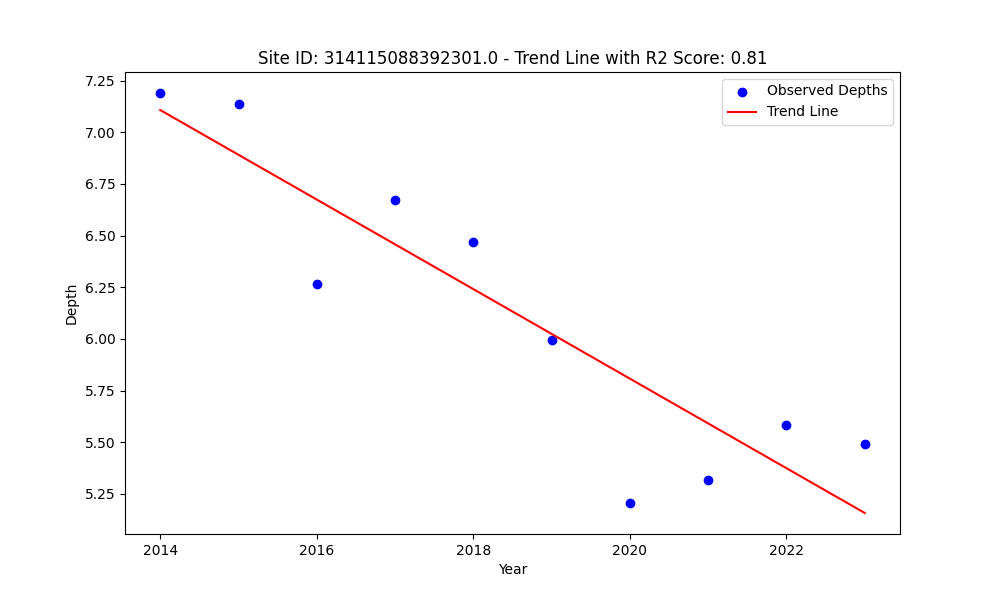 Site ID: 314115088392301.0 - Trend Line with R2 Score: 0.81
Observed Depths
Trend Line
7.25
7.00
6.75
6.50
6.25
6.00
5.75
5.50
5.25
Depth
2014
2016
2018
2020
2022
Year